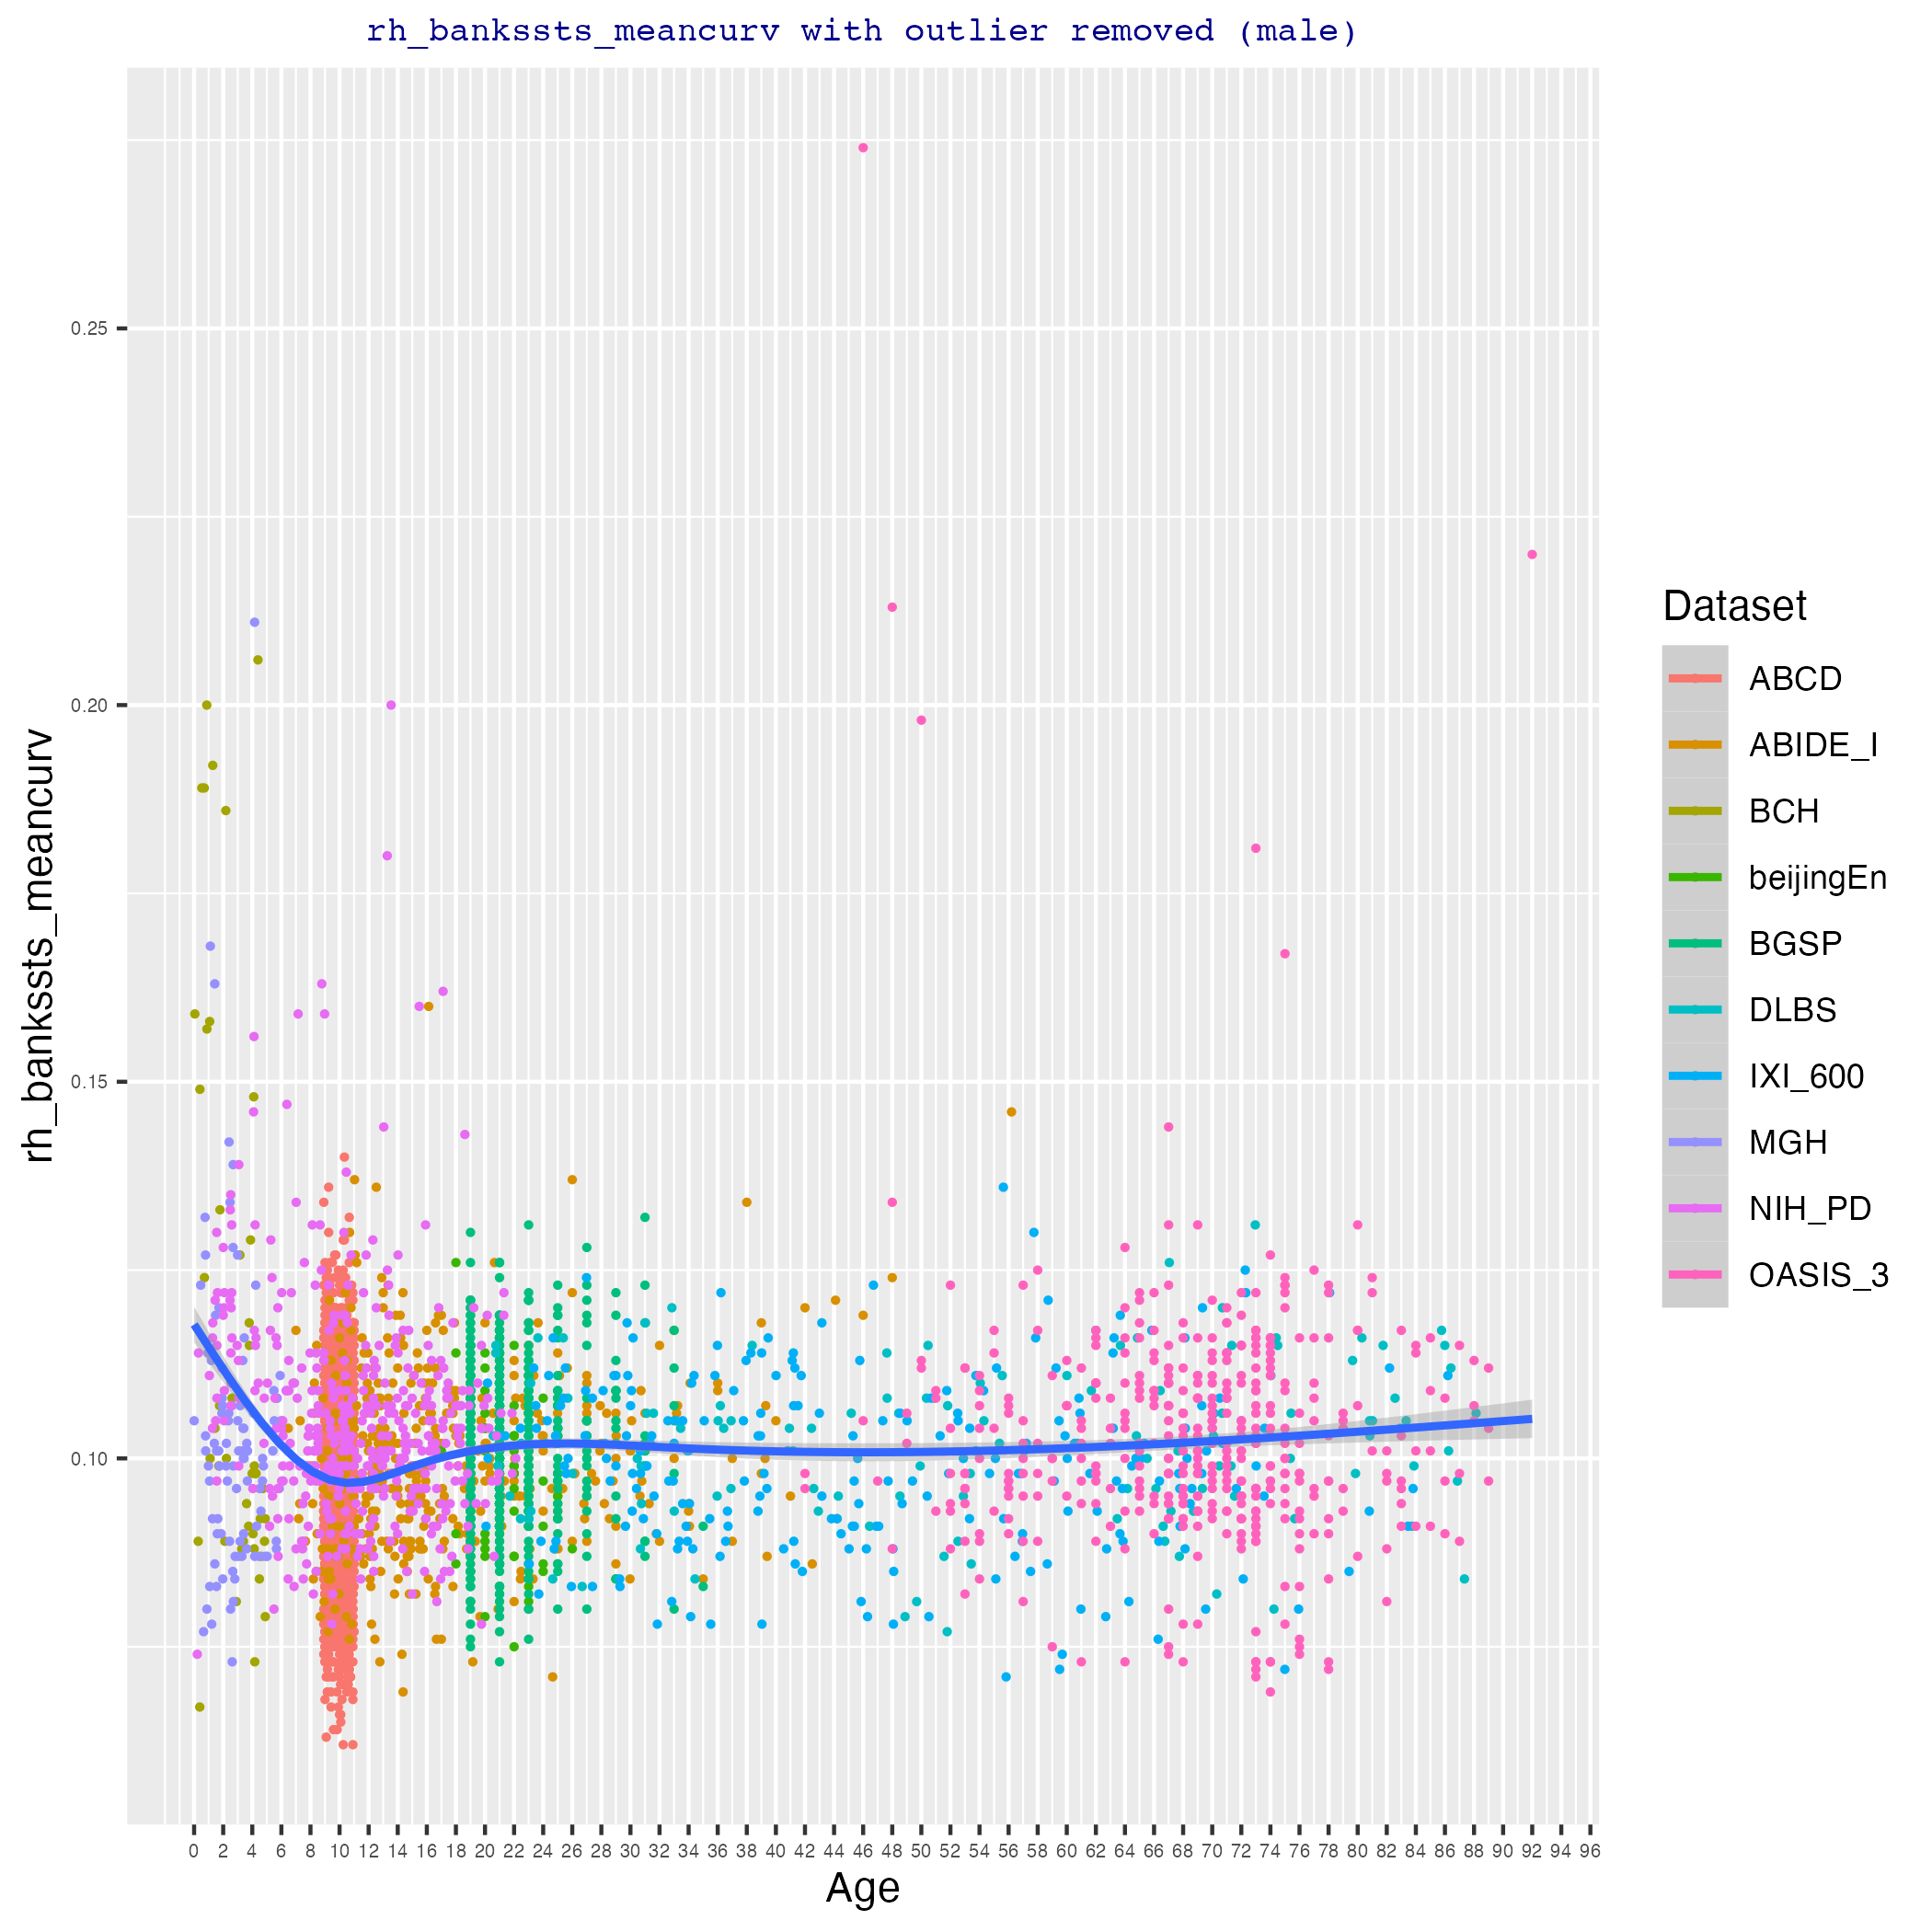 rh_bankssts_meancurv with outlier removed (male)
rh_bankssts_meancurv
0.25
0.20
0.15
0.10
0 2 4 6 8 10 12 14 16 18 20 22 24 26 28 30 32 34 36 38 40 42 44 46 48 50 52 54 56 58 60 62 64 66 68 70 72 74 76 78 80 82 84 86 88 90 92 94 96
Age
Dataset
ABCD
ABIDE_I
BCH
beijingEn
BGSP
DLBS
IXI_600
MGH
NIH_PD
OASIS_3